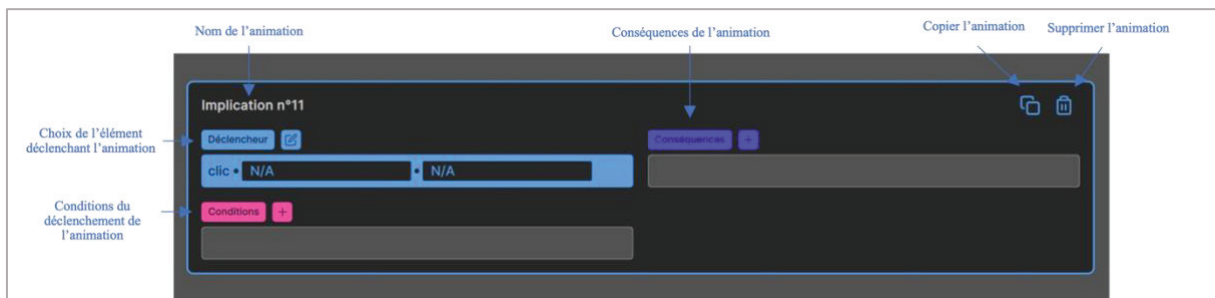 Nom de l'animation
Conséquences de l'animation
Copier l'animation
Supprimer l'animation
Implication n°11
Choix de l'élément
déclenchant l'animation
Déclencheur
Conséquences +
clic • N/A • N/A
Conditions du
déclenchement de
l'animation
Conditions +